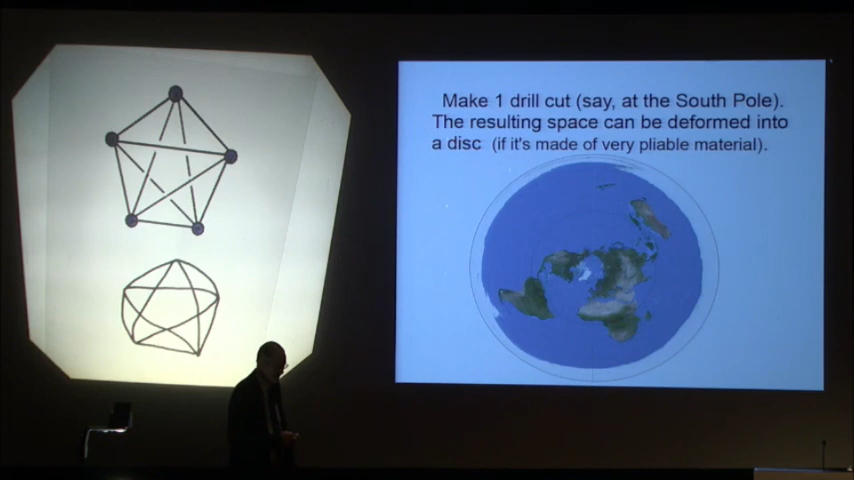 Make 1 drill cut (say, at the South Pole).
The resulting space can be deformed into
a disc (if it's made of very pliable material).